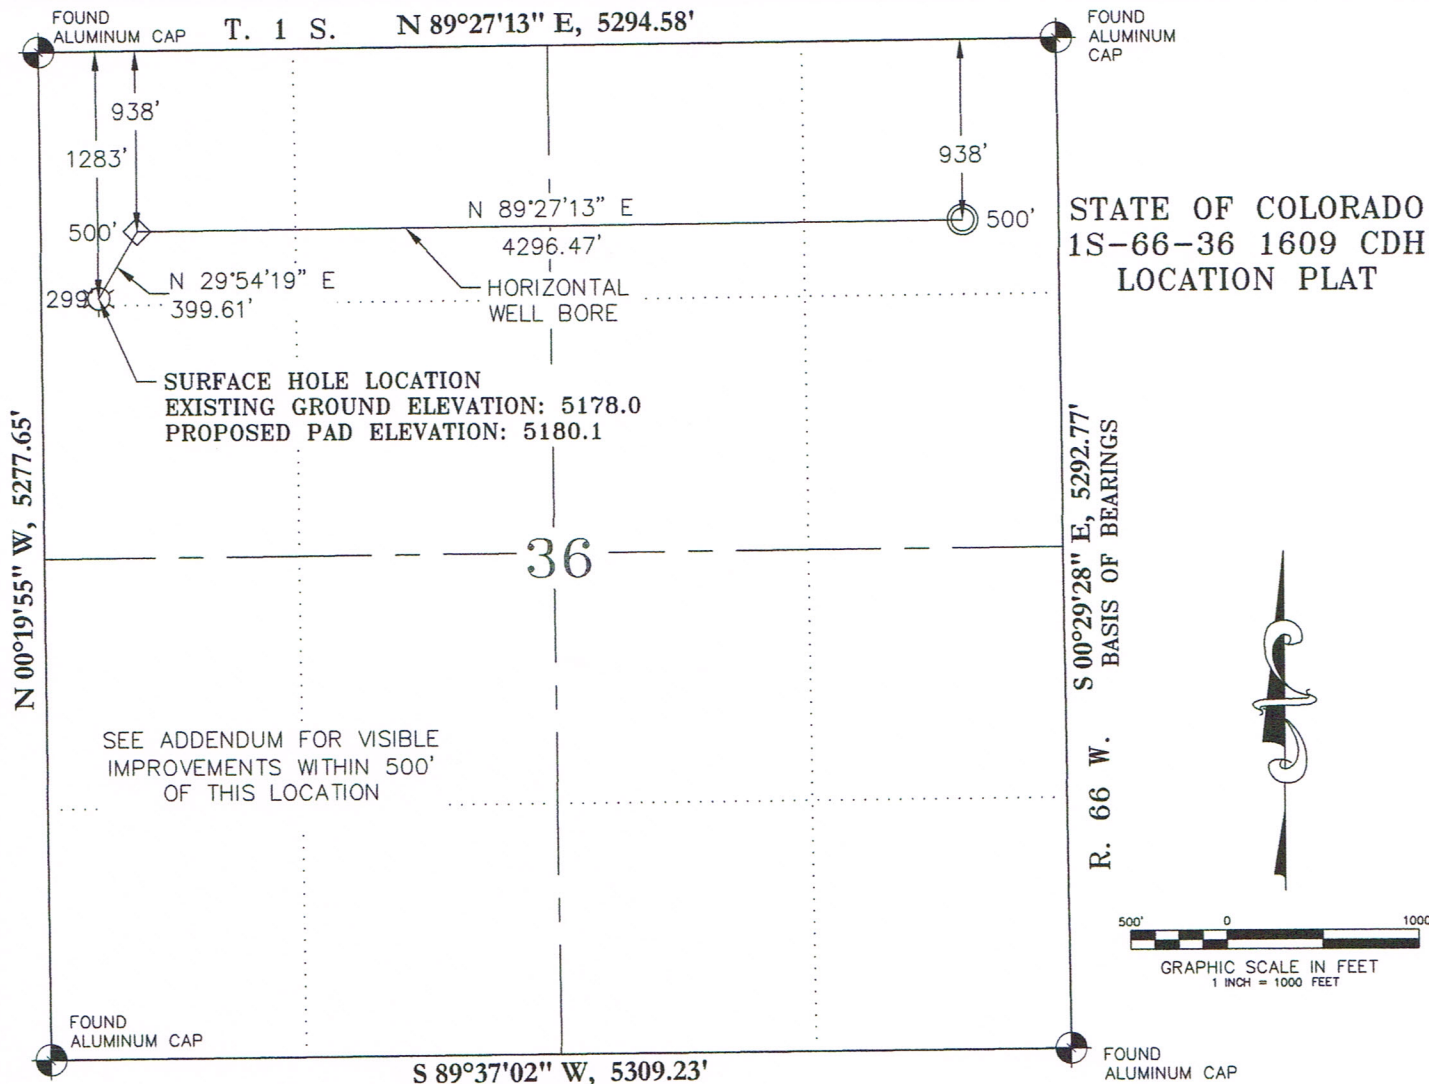 FOUND
ALUMINUM CAP
T. 1 S.
N 89°27'13" E, 5294.58'
FOUND
ALUMINUM
CAP
938'
1283'
938'
500'
N 89°27'13" E
4296.47'
500'
STATE OF COLORADO
1S-66-36 1609 CDH
LOCATION PLAT
N 29°54'19" E
399.61'
299'
HORIZONTAL
WELL BORE
SURFACE HOLE LOCATION
EXISTING GROUND ELEVATION: 5178.0
PROPOSED PAD ELEVATION: 5180.1
N 00°19'55" W, 5277.65'
36
S 00°29'28" E, 5292.77'
BASIS OF BEARINGS
R. 66 W.
SEE ADDENDUM FOR VISIBLE
IMPROVEMENTS WITHIN 500'
OF THIS LOCATION
500'
0
1000
GRAPHIC SCALE IN FEET
1 INCH = 1000 FEET
FOUND
ALUMINUM CAP
S 89°37'02" W, 5309.23'
FOUND
ALUMINUM CAP